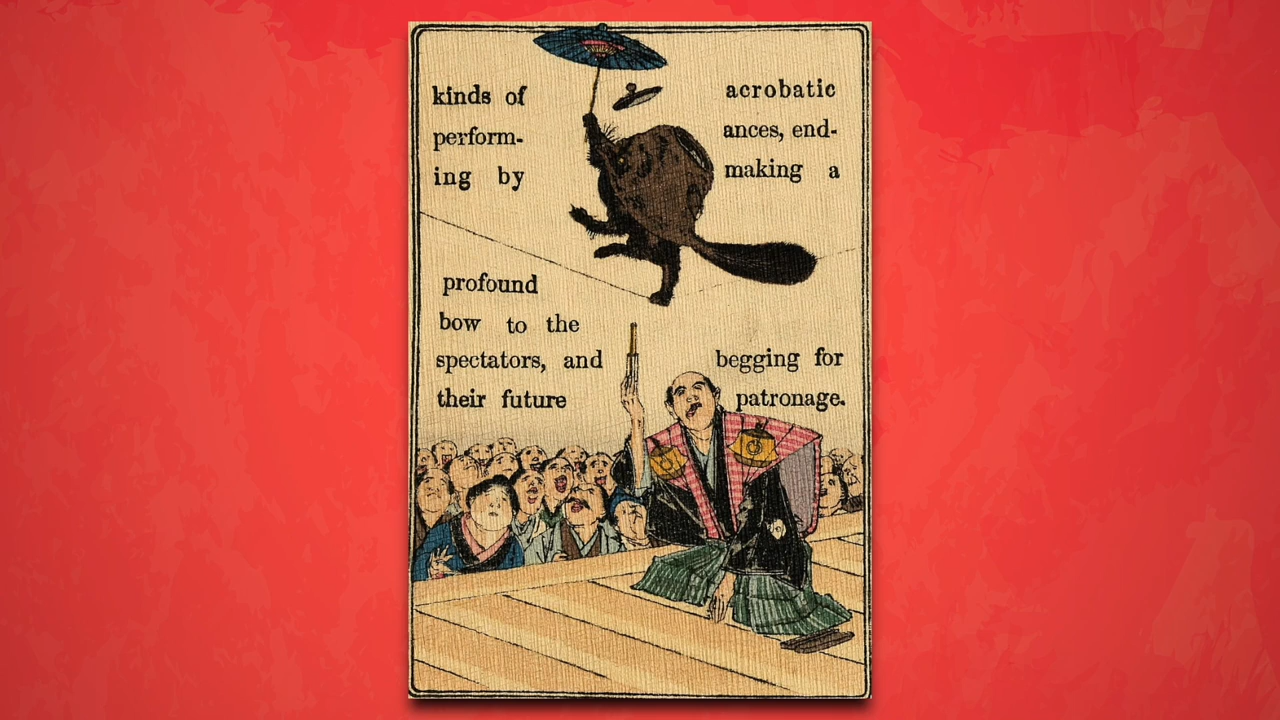 kinds of acrobatic
perform- ances, end-
ing by making a
profound
bow to the
spectators, and begging for
their future patronage.